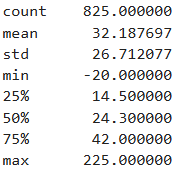 count 825.000000
mean 32.187697
std 26.712077
min -20.000000
25% 14.500000
50% 24.300000
75% 42.000000
max 225.000000